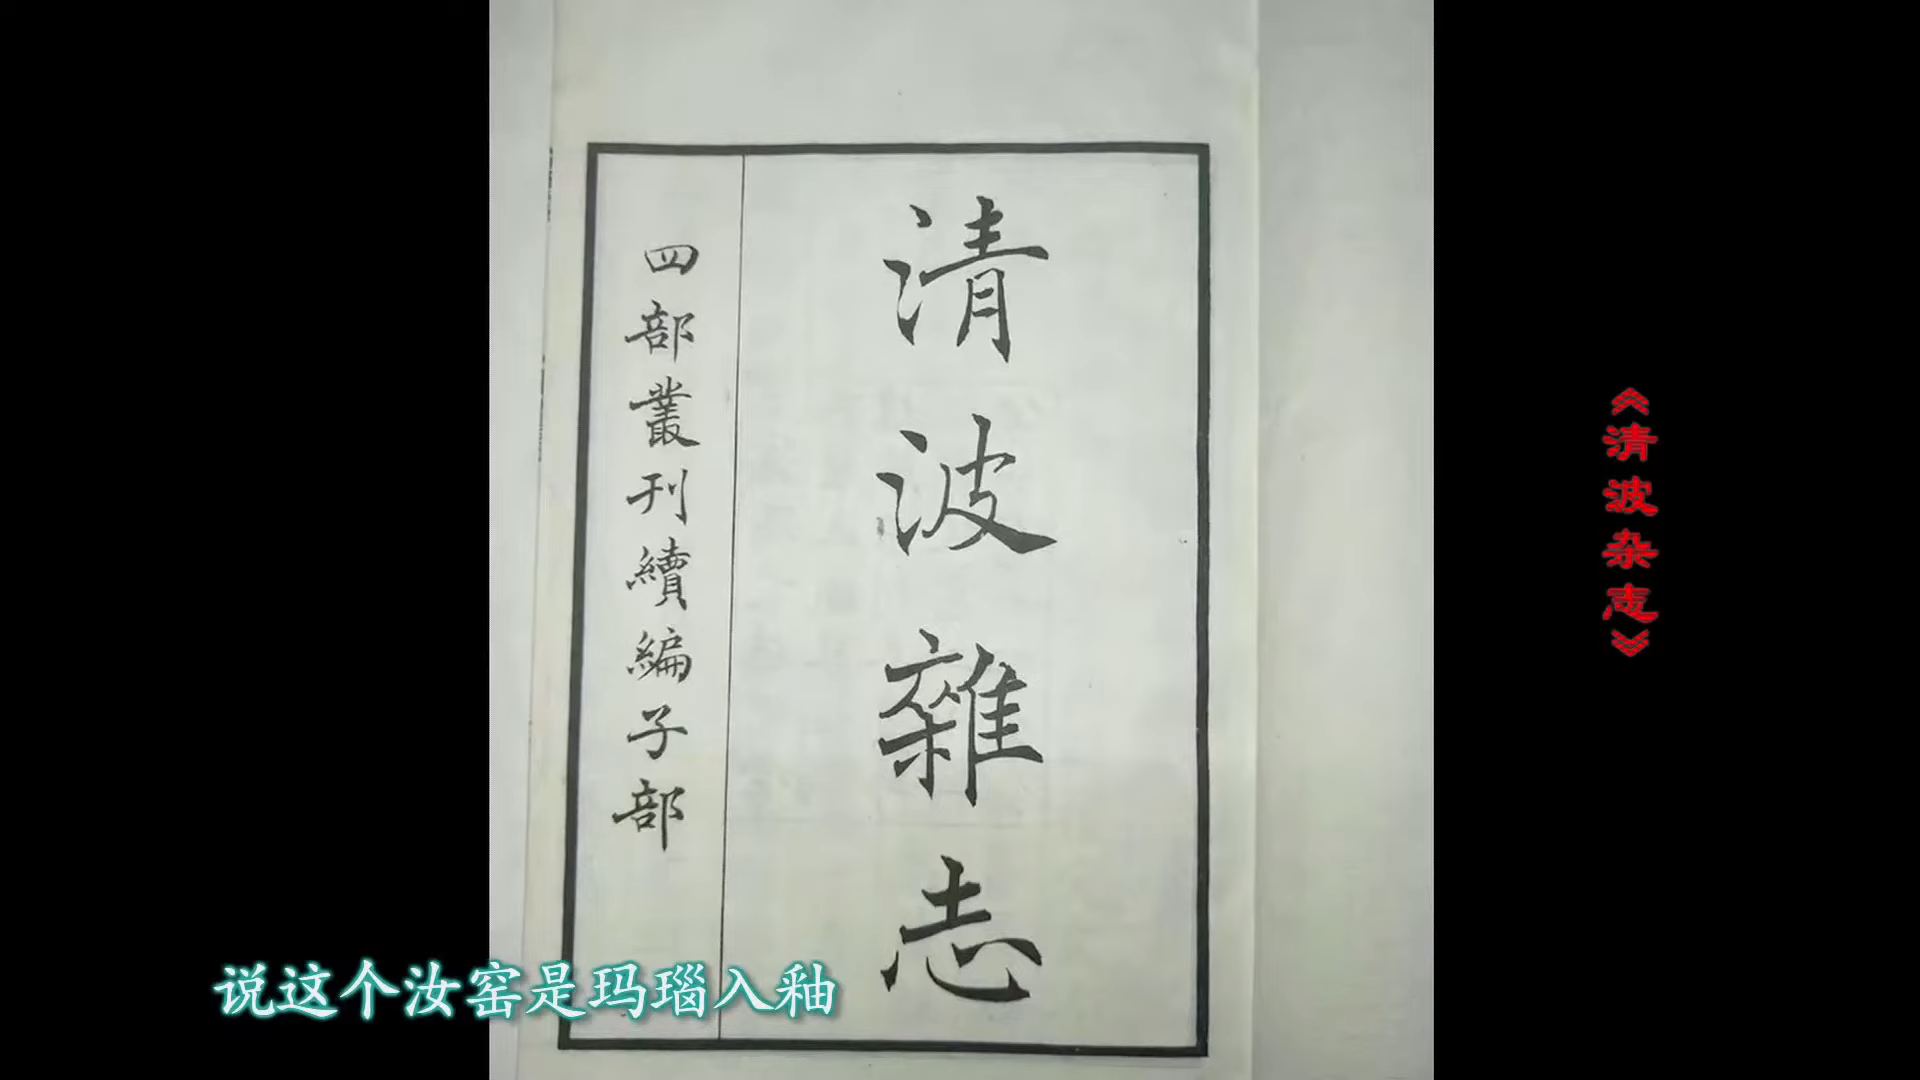 清波雜志
四部叢刊續編子部
《清波杂志》
说这个汝窑是玛瑙入釉